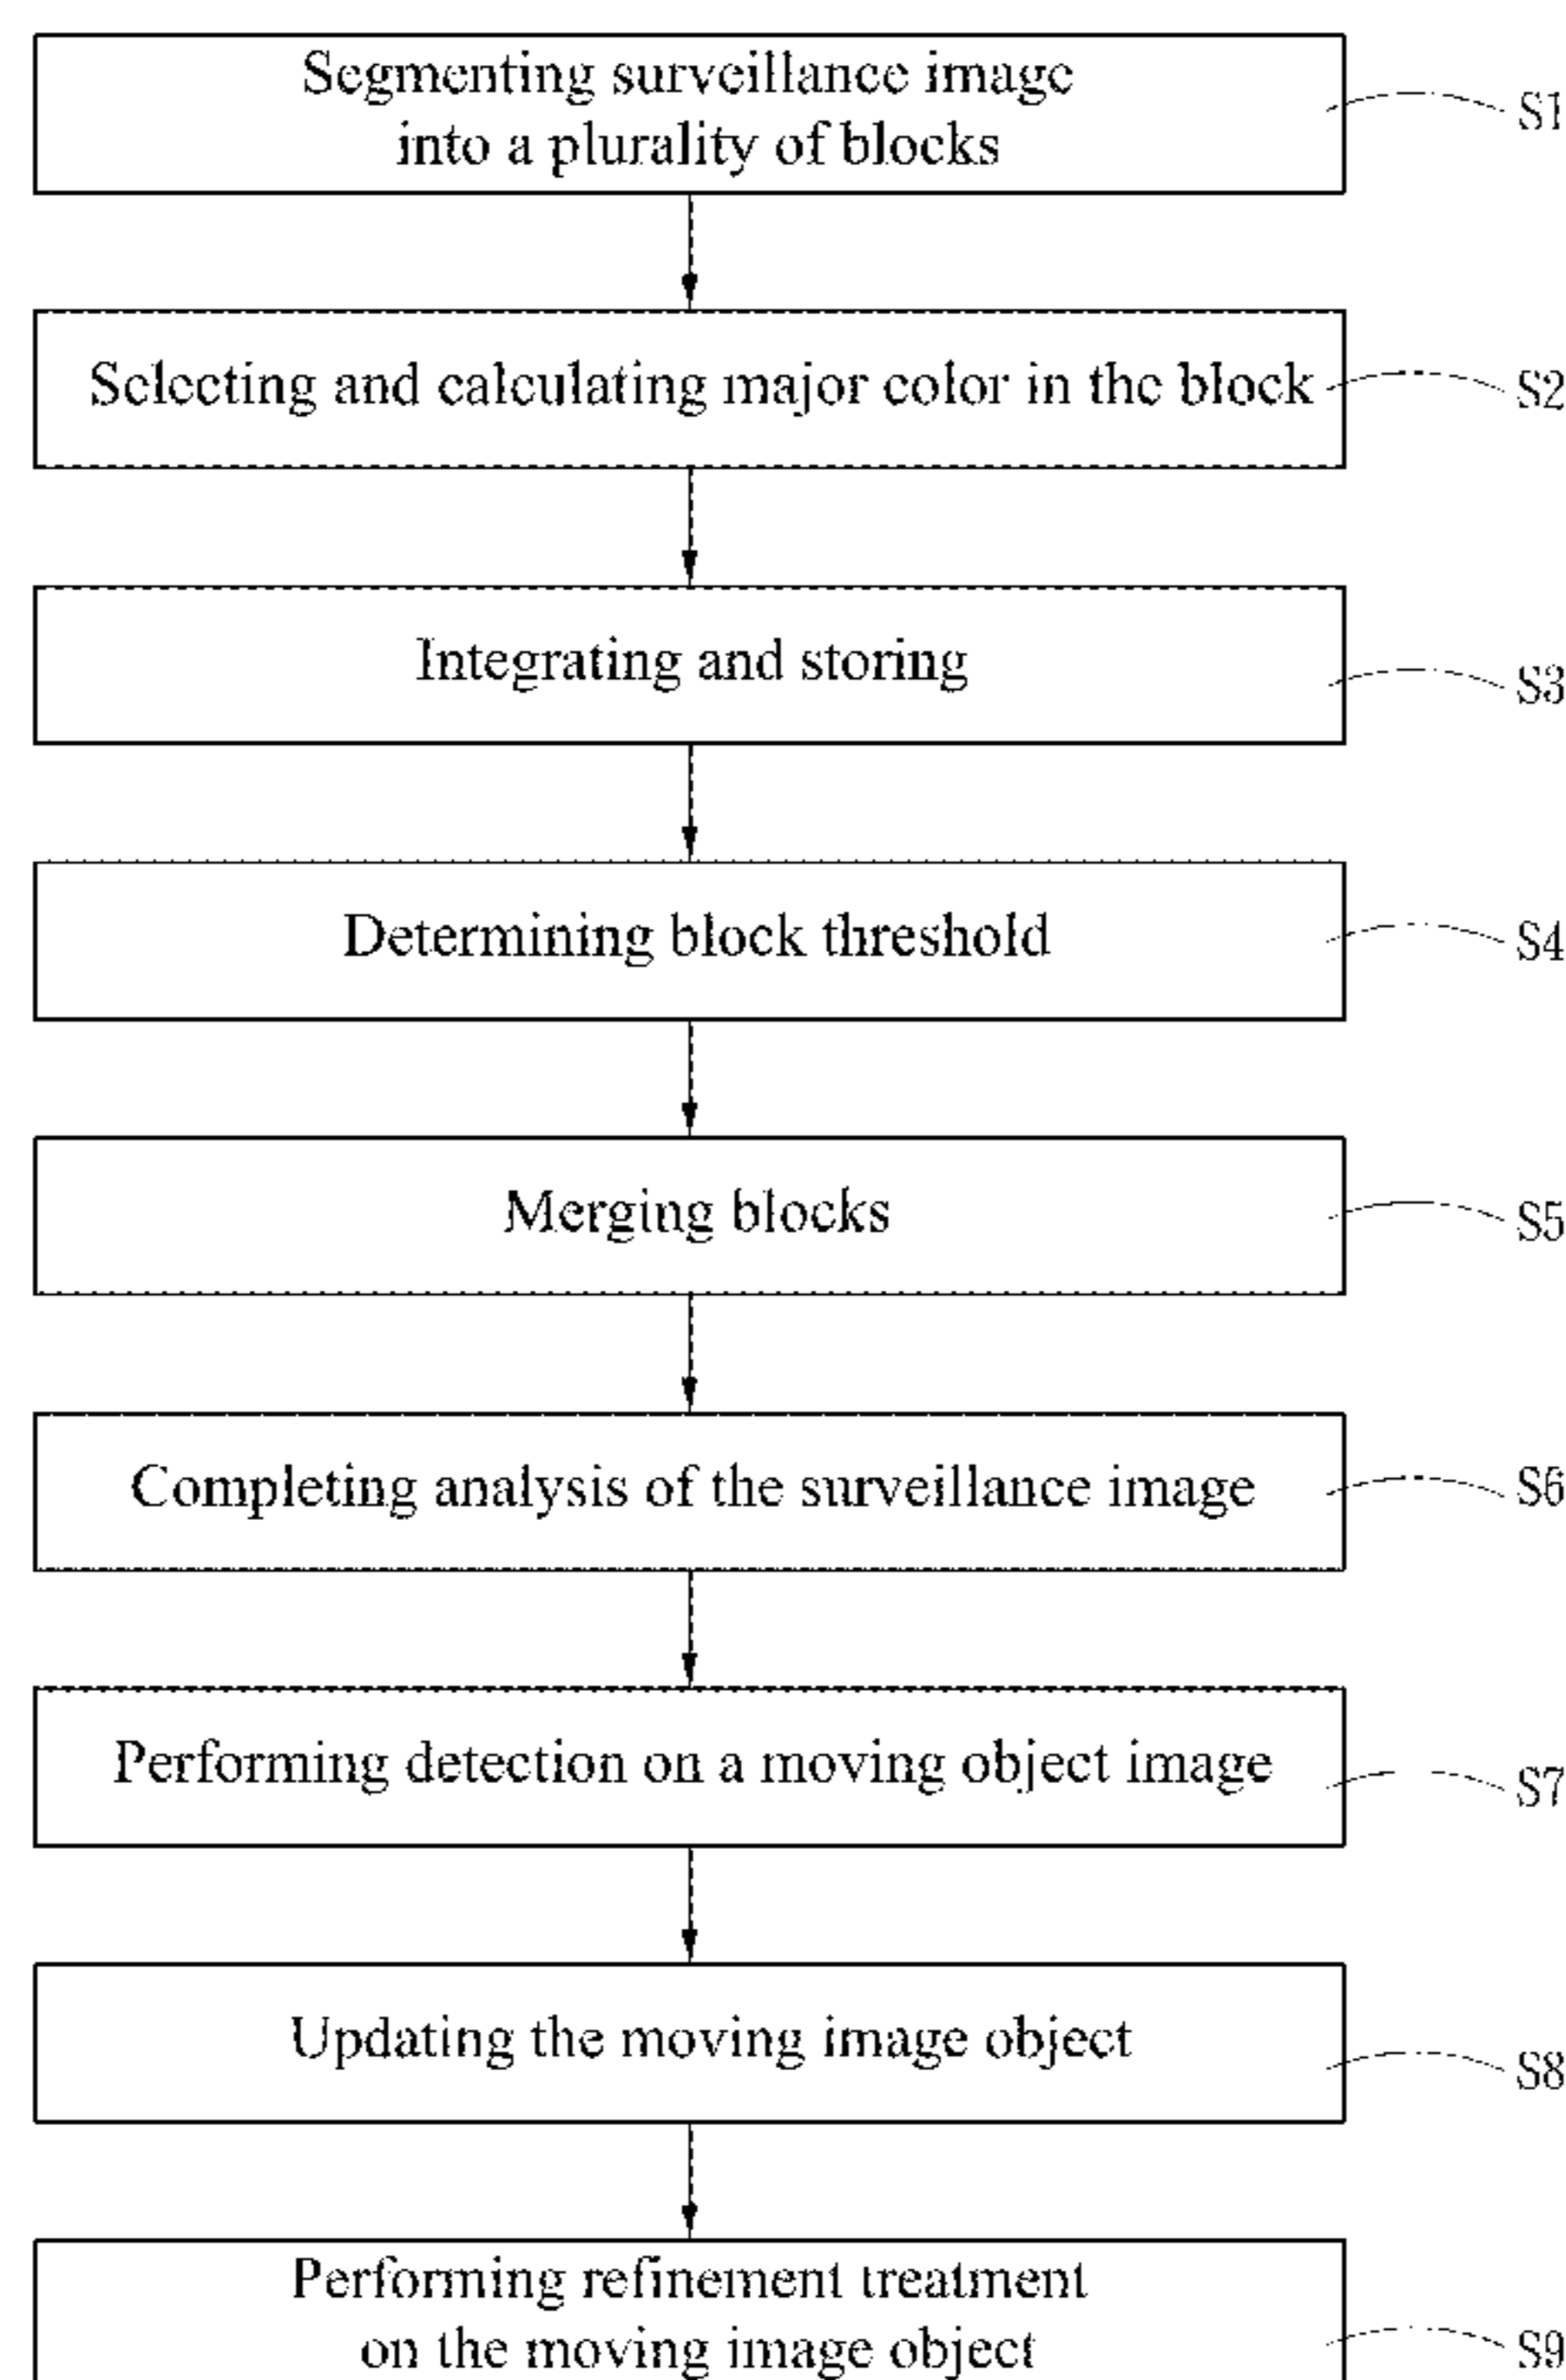 Segmenting surveillance image
into a plurality of blocks
S1
Selecting and calculating major color in the block
S2
Integrating and storing
S3
Determining block threshold
S4
Merging blocks
S5
Completing analysis of the surveillance image
S6
Performing detection on a moving object image
S7
Updating the moving image object
S8
Performing refinement treatment
on the moving image object
S9